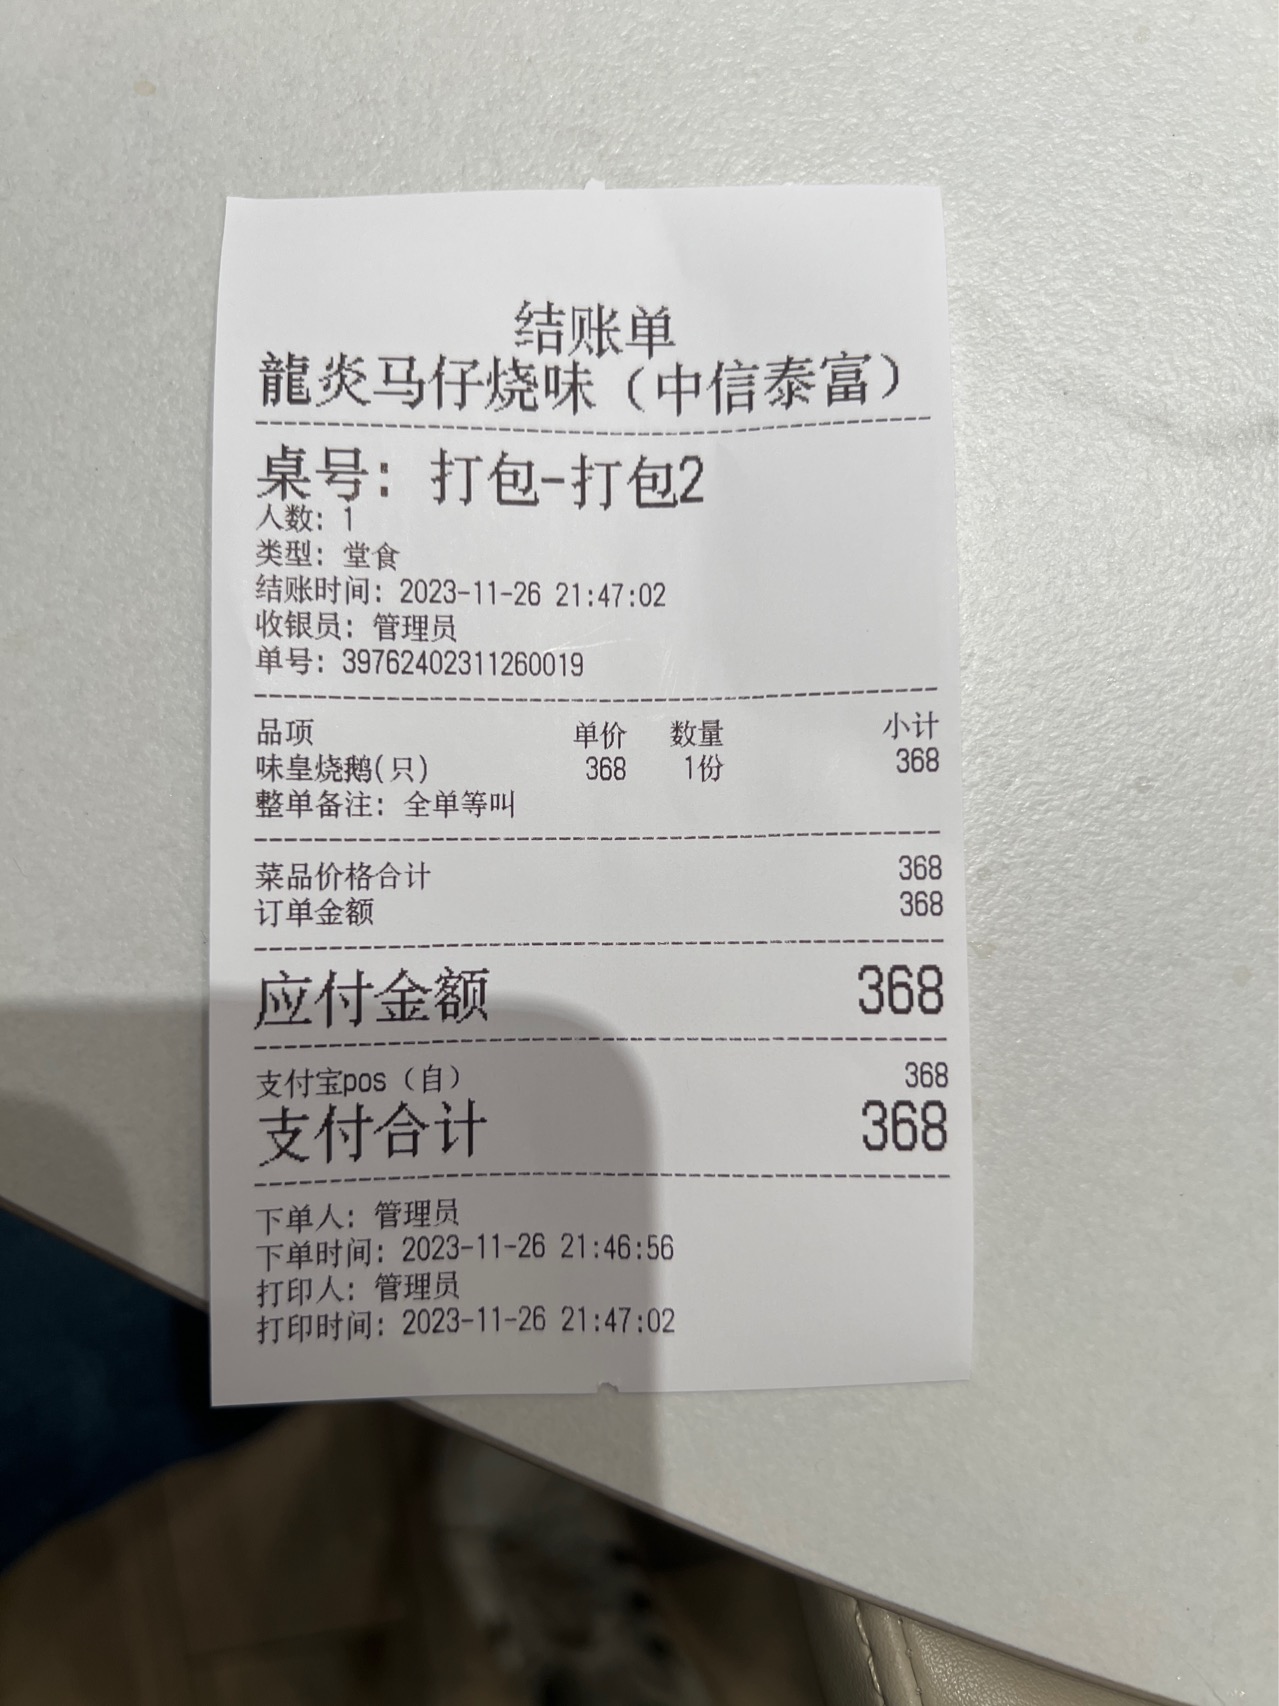 结账单
龍炎马仔烧味（中信泰富）
桌号：打包-打包2
人数：1
类型：堂食
结账时间：2023-11-26 21:47:02
收银员：管理员
单号：39762402311260019
品项 单价 数量 小计
味皇烧鹅(只) 368 1份 368
整单备注：全单等叫
菜品价格合计 368
订单金额 368
应付金额 368
支付宝pos（自） 368
支付合计 368
下单人：管理员
下单时间：2023-11-26 21:46:56
打印人：管理员
打印时间：2023-11-26 21:47:02